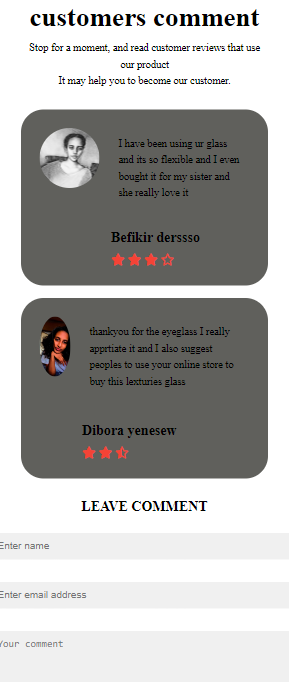 customers comment
Stop for a moment, and read customer reviews that use
our product
It may help you to become our customer.
I have been using ur glass
and its so flexible and I even
bought it for my sister and
she really love it
Befikir derssso
thankyou for the eyeglass I really
apprtiate it and I also suggest
peoples to use your online store to
buy this lexturies glass
Dibora yenesew
LEAVE COMMENT
Enter name
Enter email address
Your comment